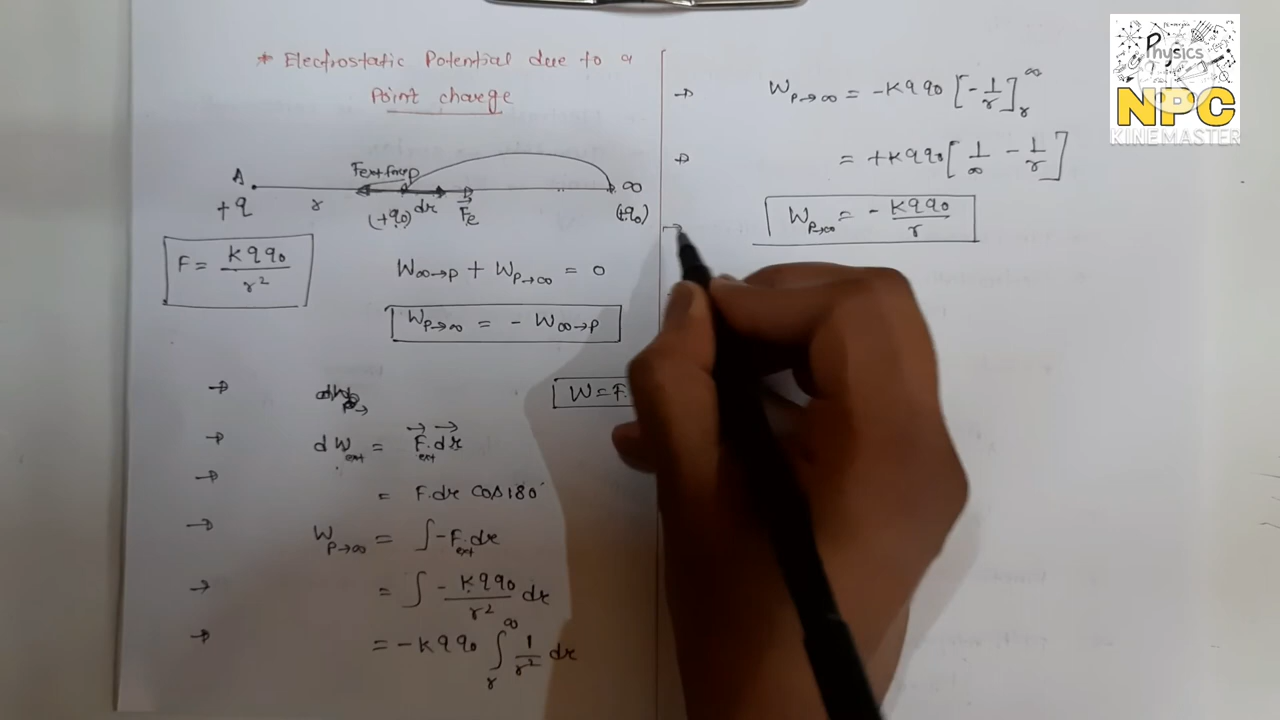 * Electrostatic Potential due to a
Point charge
A
Fext force P
∞
+q
r
(+q₀)
dr
Fₑ
(+q₀)
F = Kqq₀/r²
W∞→P + WP→∞ = 0
WP→∞ = - W∞→P
W = F.
dWext = F⃗ext.dr⃗
= F.dr cos180°
WP→∞ = ∫ -Fext.dr
= ∫ - Kqq₀/r² dr
= -Kqq₀ ∫r^∞ 1/r² dr
→ WP→∞ = -Kqq₀ [-1/r]r^∞
→ = +Kqq₀ [1/∞ - 1/r]
WP→∞ = - Kqq₀/r
Physics
NPC
KINEMASTER